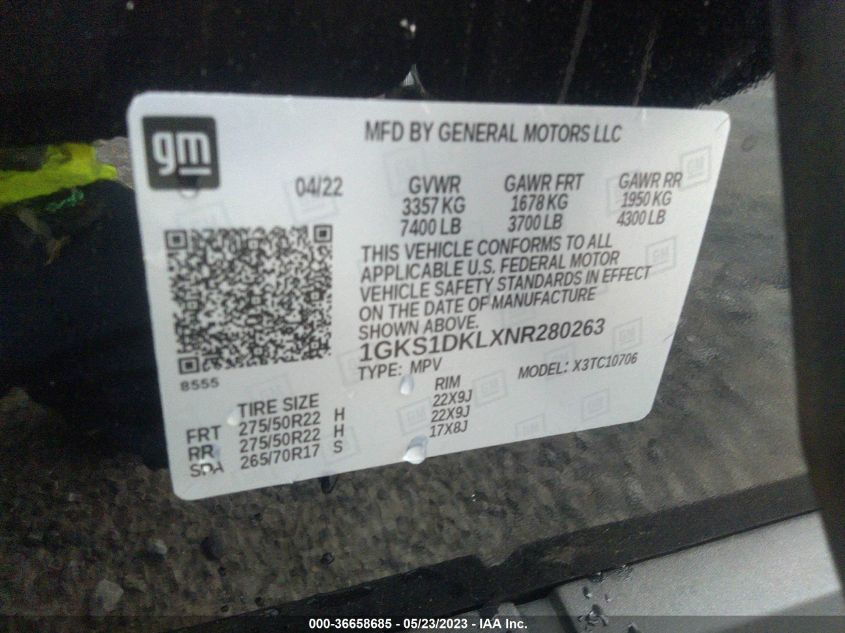 gm
MFD BY GENERAL MOTORS LLC
04/22
GVWR GAWR FRT GAWR RR
3357 KG 1678 KG 1950 KG
7400 LB 3700 LB 4300 LB
THIS VEHICLE CONFORMS TO ALL
APPLICABLE U.S. FEDERAL MOTOR
VEHICLE SAFETY STANDARDS IN EFFECT
ON THE DATE OF MANUFACTURE
SHOWN ABOVE.
1GKS1DKLXNR280263
TYPE: MPV MODEL: X3TC10706
8555
TIRE SIZE RIM
FRT 275/50R22 H 22X9J
RR 275/50R22 H 22X9J
SPA 265/70R17 S 17X8J
000-36658685 - 05/23/2023 - IAA Inc.